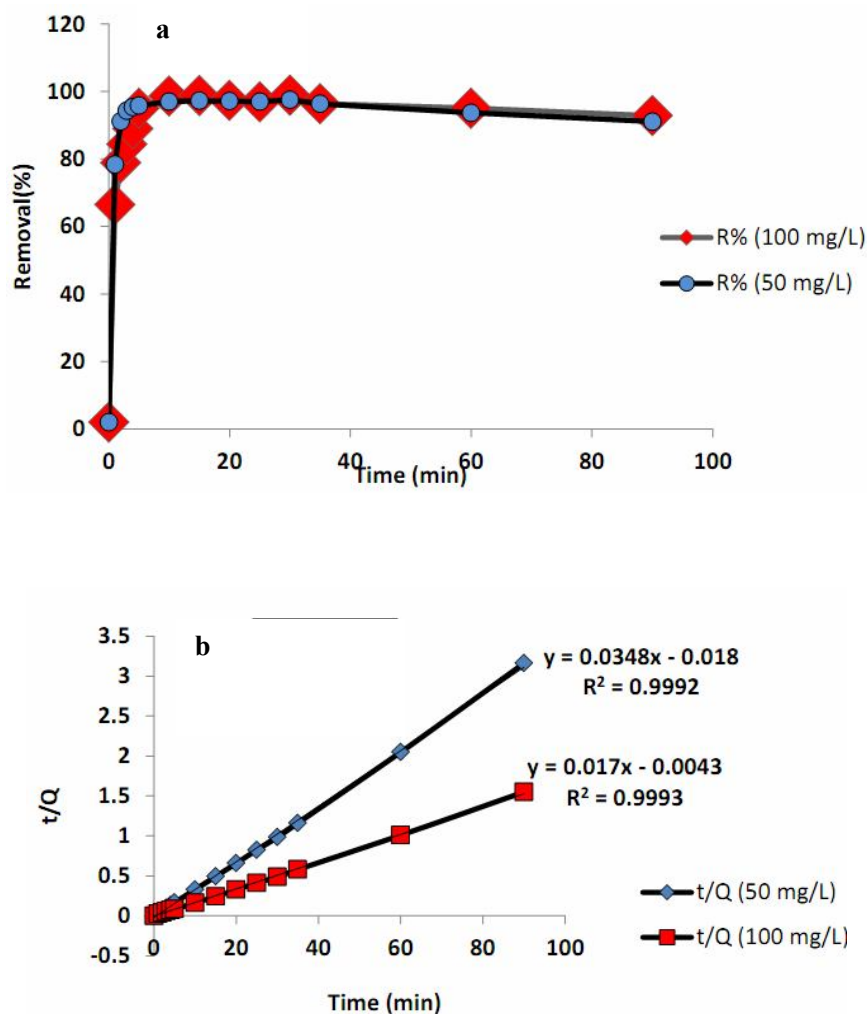 a
120
100
80
60
40
20
0
Removal(%)
0 20 40 60 80 100
Time (min)
R% (100 mg/L)
R% (50 mg/L)
b
3.5
3
2.5
2
1.5
1
0.5
0
-0.5
t/Q
y = 0.0348x - 0.018
R² = 0.9992
y = 0.017x - 0.0043
R² = 0.9993
0 20 40 60 80 100
Time (min)
t/Q (50 mg/L)
t/Q (100 mg/L)